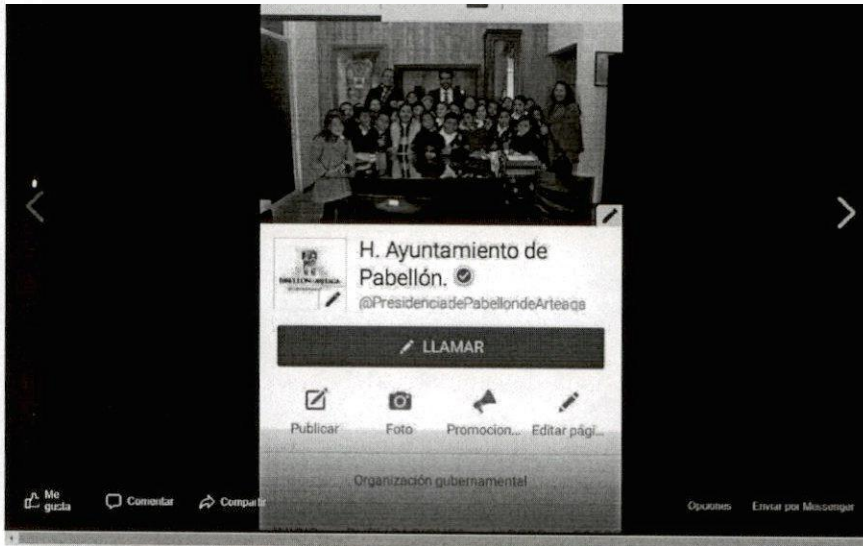 H. Ayuntamiento de
Pabellón.
@PresidenciadePabellondeArteaga
LLAMAR
Publicar
Foto
Promocion...
Editar pági...
Organización gubernamental
Me
gusta
Comentar
Compartir
Opciones
Enviar por Messenger